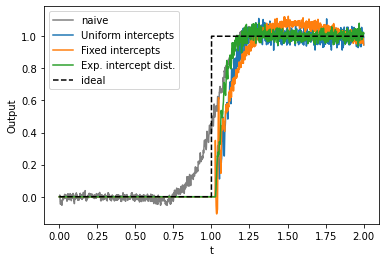 naive
Uniform intercepts
Fixed intercepts
Exp. intercept dist.
ideal
1.0
0.8
0.6
0.4
0.2
0.0
Output
0.00 0.25 0.50 0.75 1.00 1.25 1.50 1.75 2.00
t